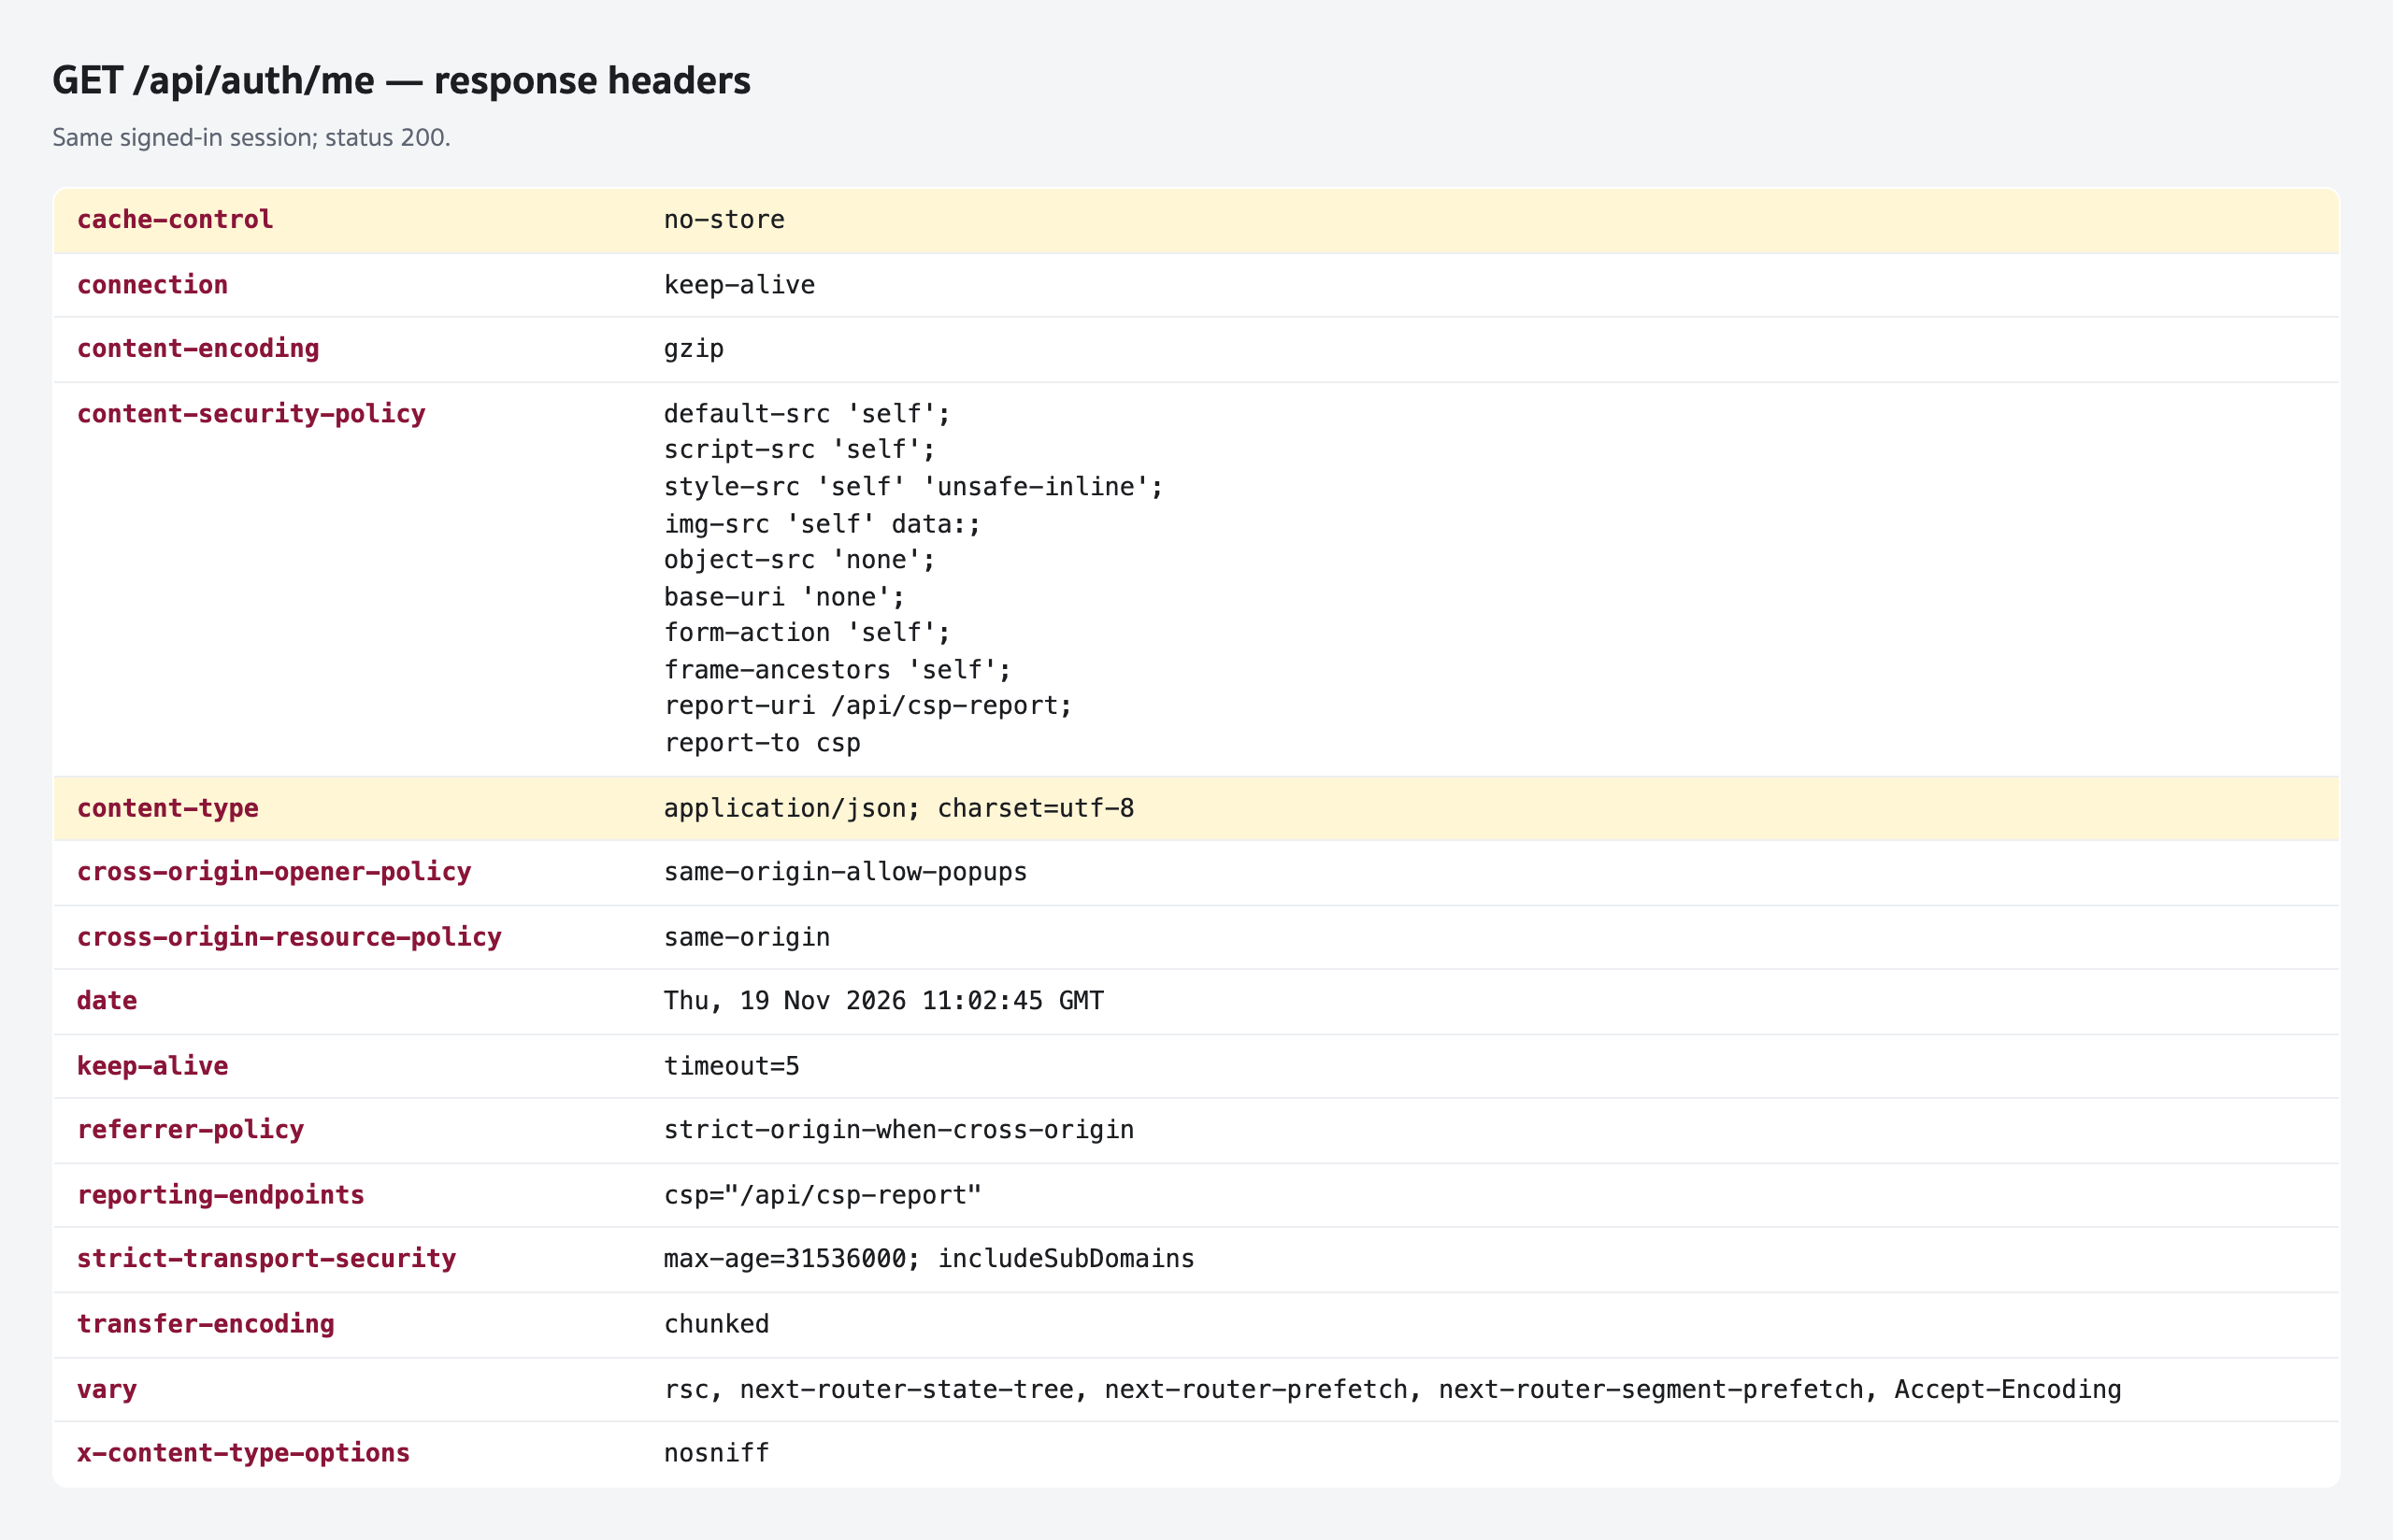 GET /api/auth/me — response headers
Same signed-in session; status 200.
cache-control no-store
connection keep-alive
content-encoding gzip
content-security-policy default-src 'self';
script-src 'self';
style-src 'self' 'unsafe-inline';
img-src 'self' data:;
object-src 'none';
base-uri 'none';
form-action 'self';
frame-ancestors 'self';
report-uri /api/csp-report;
report-to csp
content-type application/json; charset=utf-8
cross-origin-opener-policy same-origin-allow-popups
cross-origin-resource-policy same-origin
date Thu, 19 Nov 2026 11:02:45 GMT
keep-alive timeout=5
referrer-policy strict-origin-when-cross-origin
reporting-endpoints csp="/api/csp-report"
strict-transport-security max-age=31536000; includeSubDomains
transfer-encoding chunked
vary rsc, next-router-state-tree, next-router-prefetch, next-router-segment-prefetch, Accept-Encoding
x-content-type-options nosniff